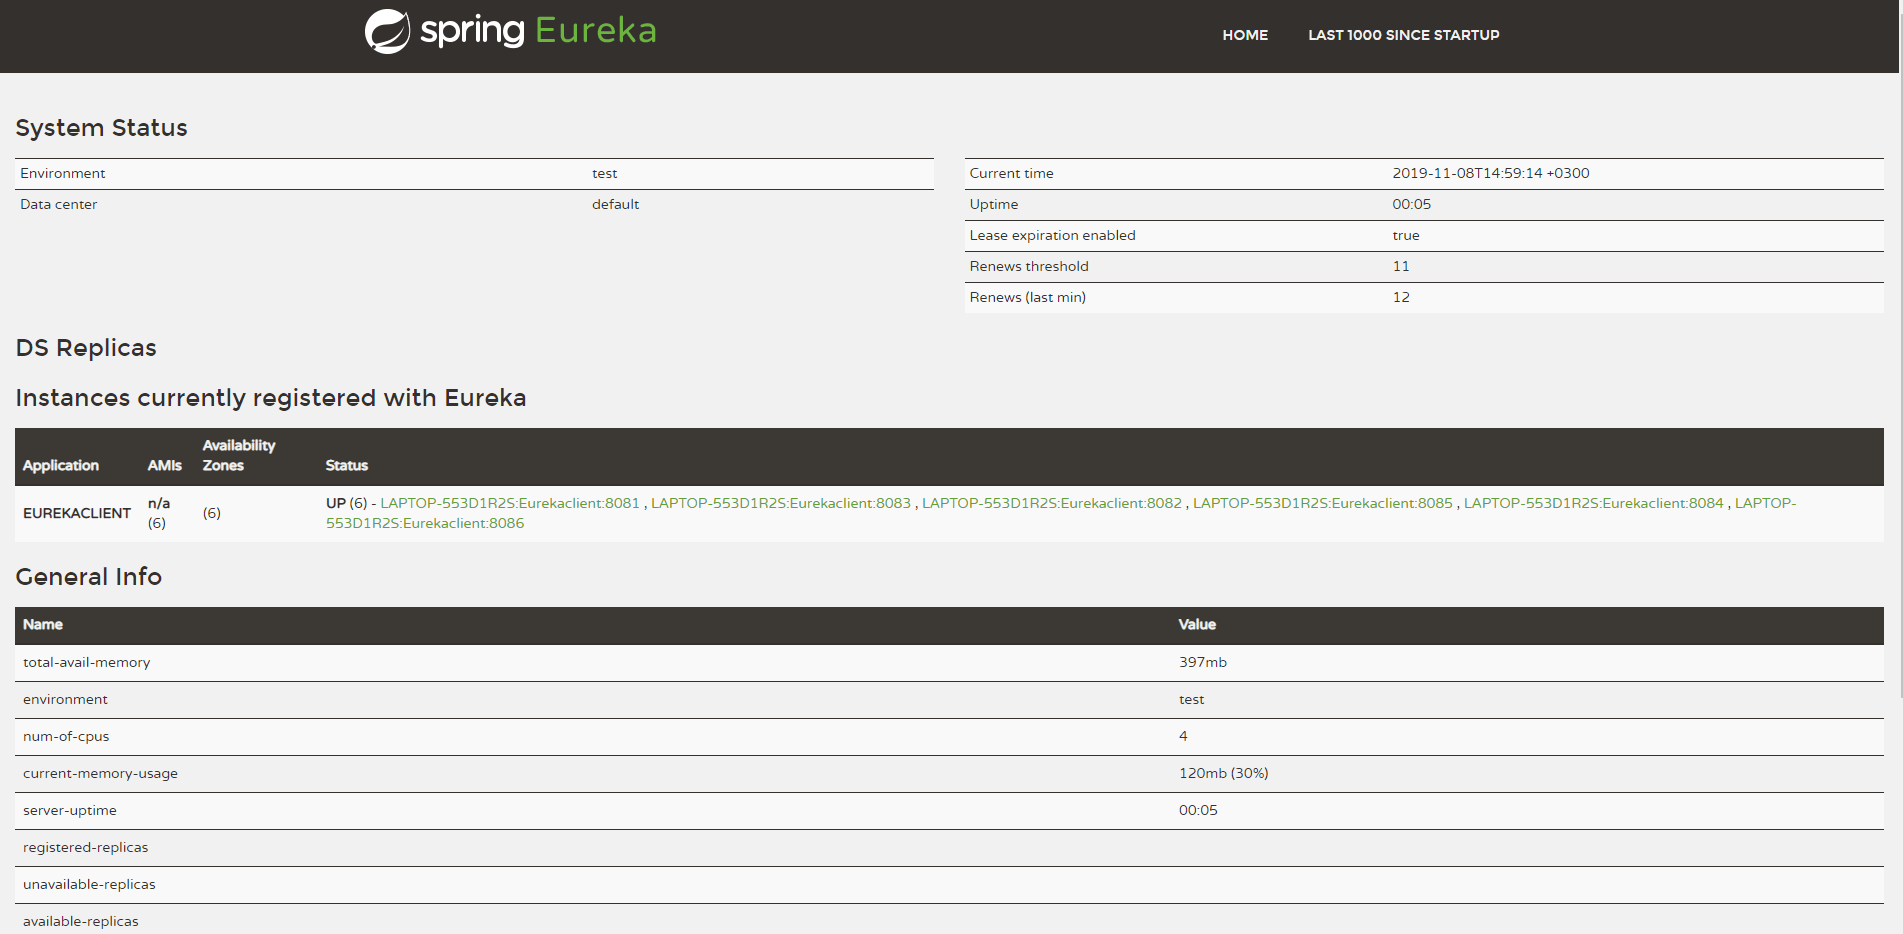 spring Eureka
HOME LAST 1000 SINCE STARTUP
System Status
Environment test
Data center default
Current time 2019-11-08T14:59:14 +0300
Uptime 00:05
Lease expiration enabled true
Renews threshold 11
Renews (last min) 12
DS Replicas
Instances currently registered with Eureka
Application AMIs Availability Zones Status
EUREKACLIENT n/a (6) (6) UP (6) - LAPTOP-553D1R2S:Eurekaclient:8081 , LAPTOP-553D1R2S:Eurekaclient:8083 , LAPTOP-553D1R2S:Eurekaclient:8082 , LAPTOP-553D1R2S:Eurekaclient:8085 , LAPTOP-553D1R2S:Eurekaclient:8084 , LAPTOP-
553D1R2S:Eurekaclient:8086
General Info
Name Value
total-avail-memory 397mb
environment test
num-of-cpus 4
current-memory-usage 120mb (30%)
server-uptime 00:05
registered-replicas
unavailable-replicas
available-replicas